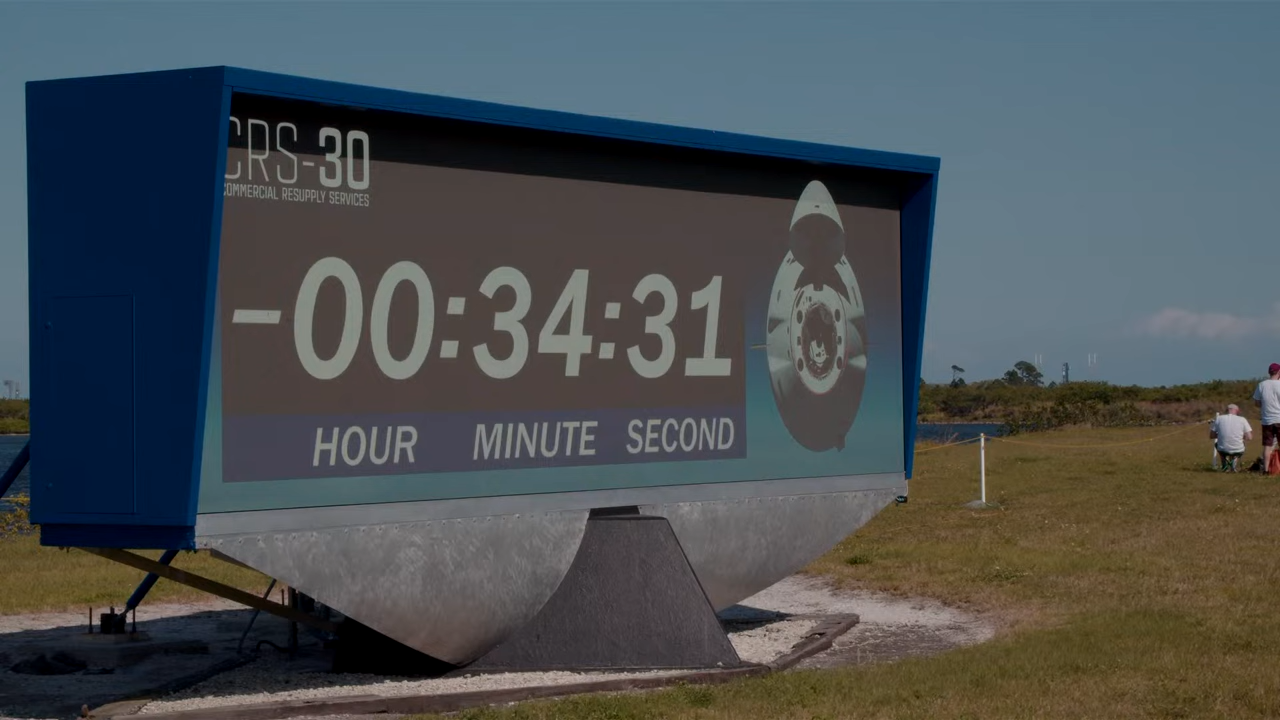 CRS-30
COMMERCIAL RESUPPLY SERVICES
-00:34:31
HOUR MINUTE SECOND